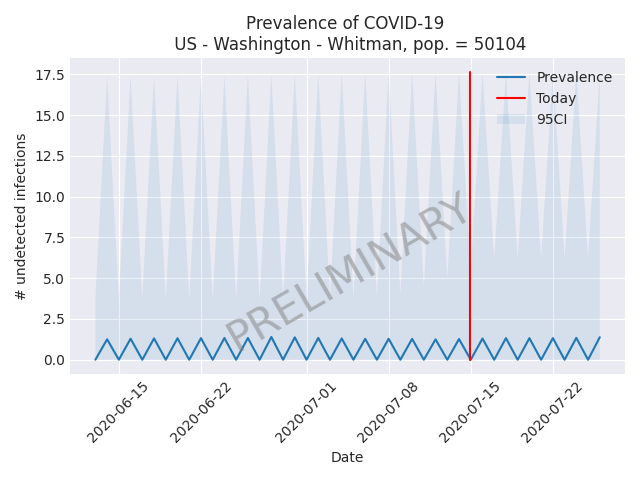 Prevalence of COVID-19
US - Washington - Whitman, pop. = 50104
# undetected infections
17.5
15.0
12.5
10.0
7.5
5.0
2.5
0.0
Prevalence
Today
95CI
PRELIMINARY
2020-06-15
2020-06-22
2020-07-01
2020-07-08
2020-07-15
2020-07-22
Date